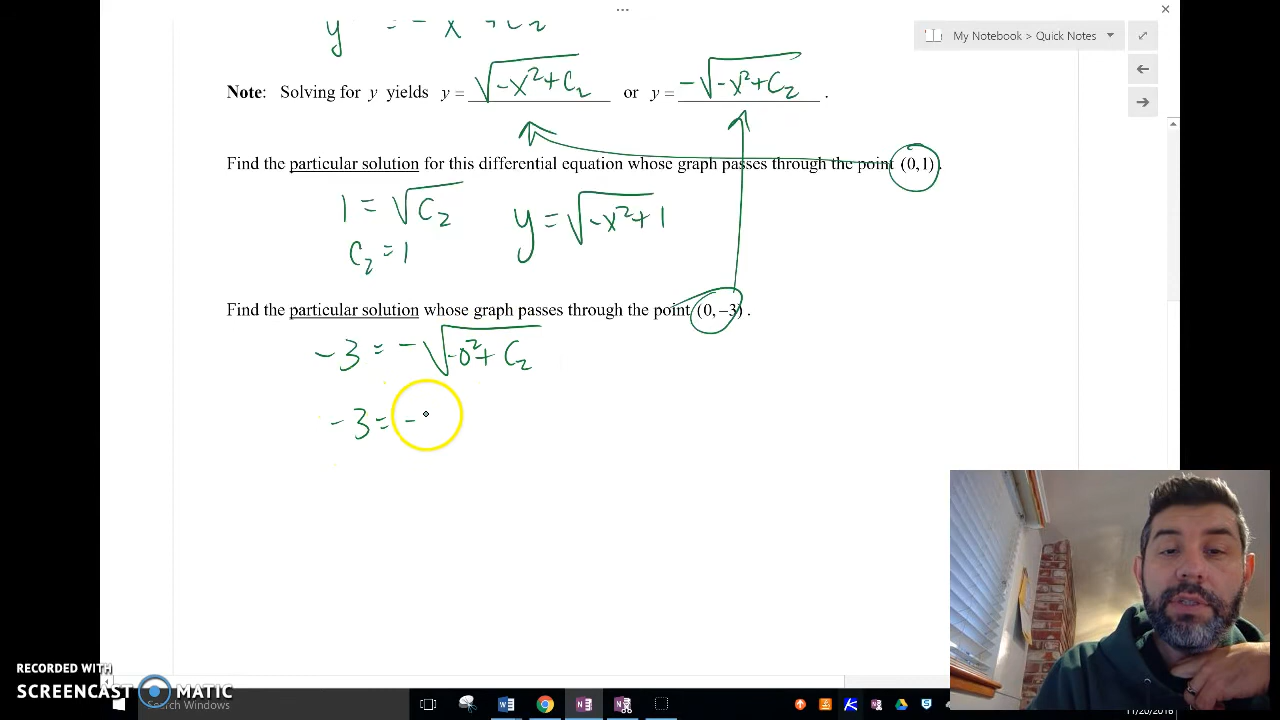 My Notebook > Quick Notes
y = -x + C₂
Note: Solving for y yields y = √(-x²+C₂) or y = -√(-x²+C₂) .
Find the particular solution for this differential equation whose graph passes through the point (0,1).
1 = √C₂
y = √(-x²+1)
C₂ = 1
Find the particular solution whose graph passes through the point (0,−3).
-3 = -√(-0²+C₂)
-3 = -
RECORDED WITH
SCREENCAST MATIC
Search Windows